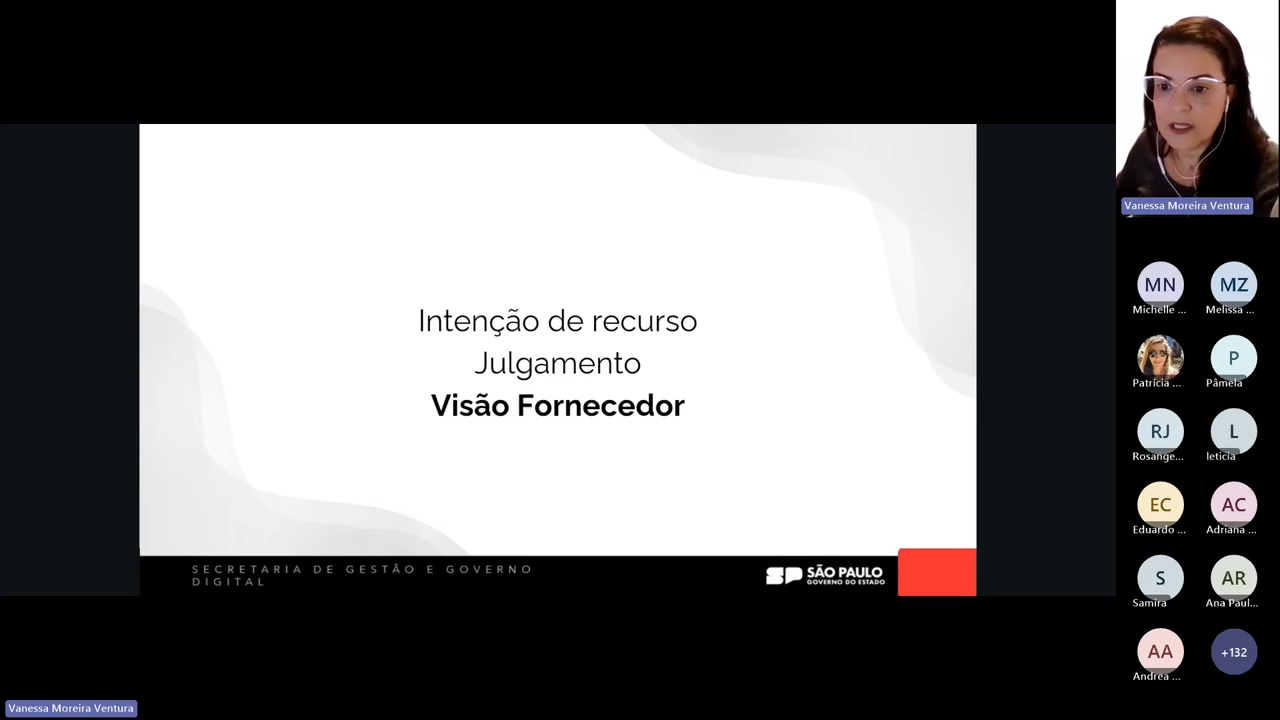 Intenção de recurso
Julgamento
Visão Fornecedor
SECRETARIA DE GESTÃO E GOVERNO
DIGITAL
SP SÃO PAULO
GOVERNO DO ESTADO
Vanessa Moreira Ventura
MN MZ
Michelle ... Melissa ...
P
Patrícia ... Pâmela
RJ L
Rosange... leticia
EC AC
Eduardo ... Adriana ...
S AR
Samira Ana Paul...
AA +132
Andrea ...
Vanessa Moreira Ventura